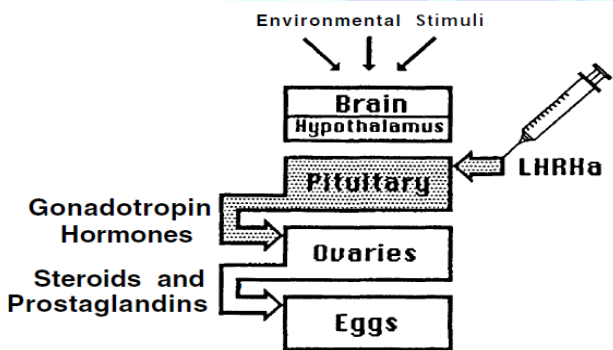 Environmental Stimuli
Brain
Hypothalamus
Pituitary
LHRHa
Gonadotropin
Hormones
Ovaries
Steroids and
Prostaglandins
Eggs